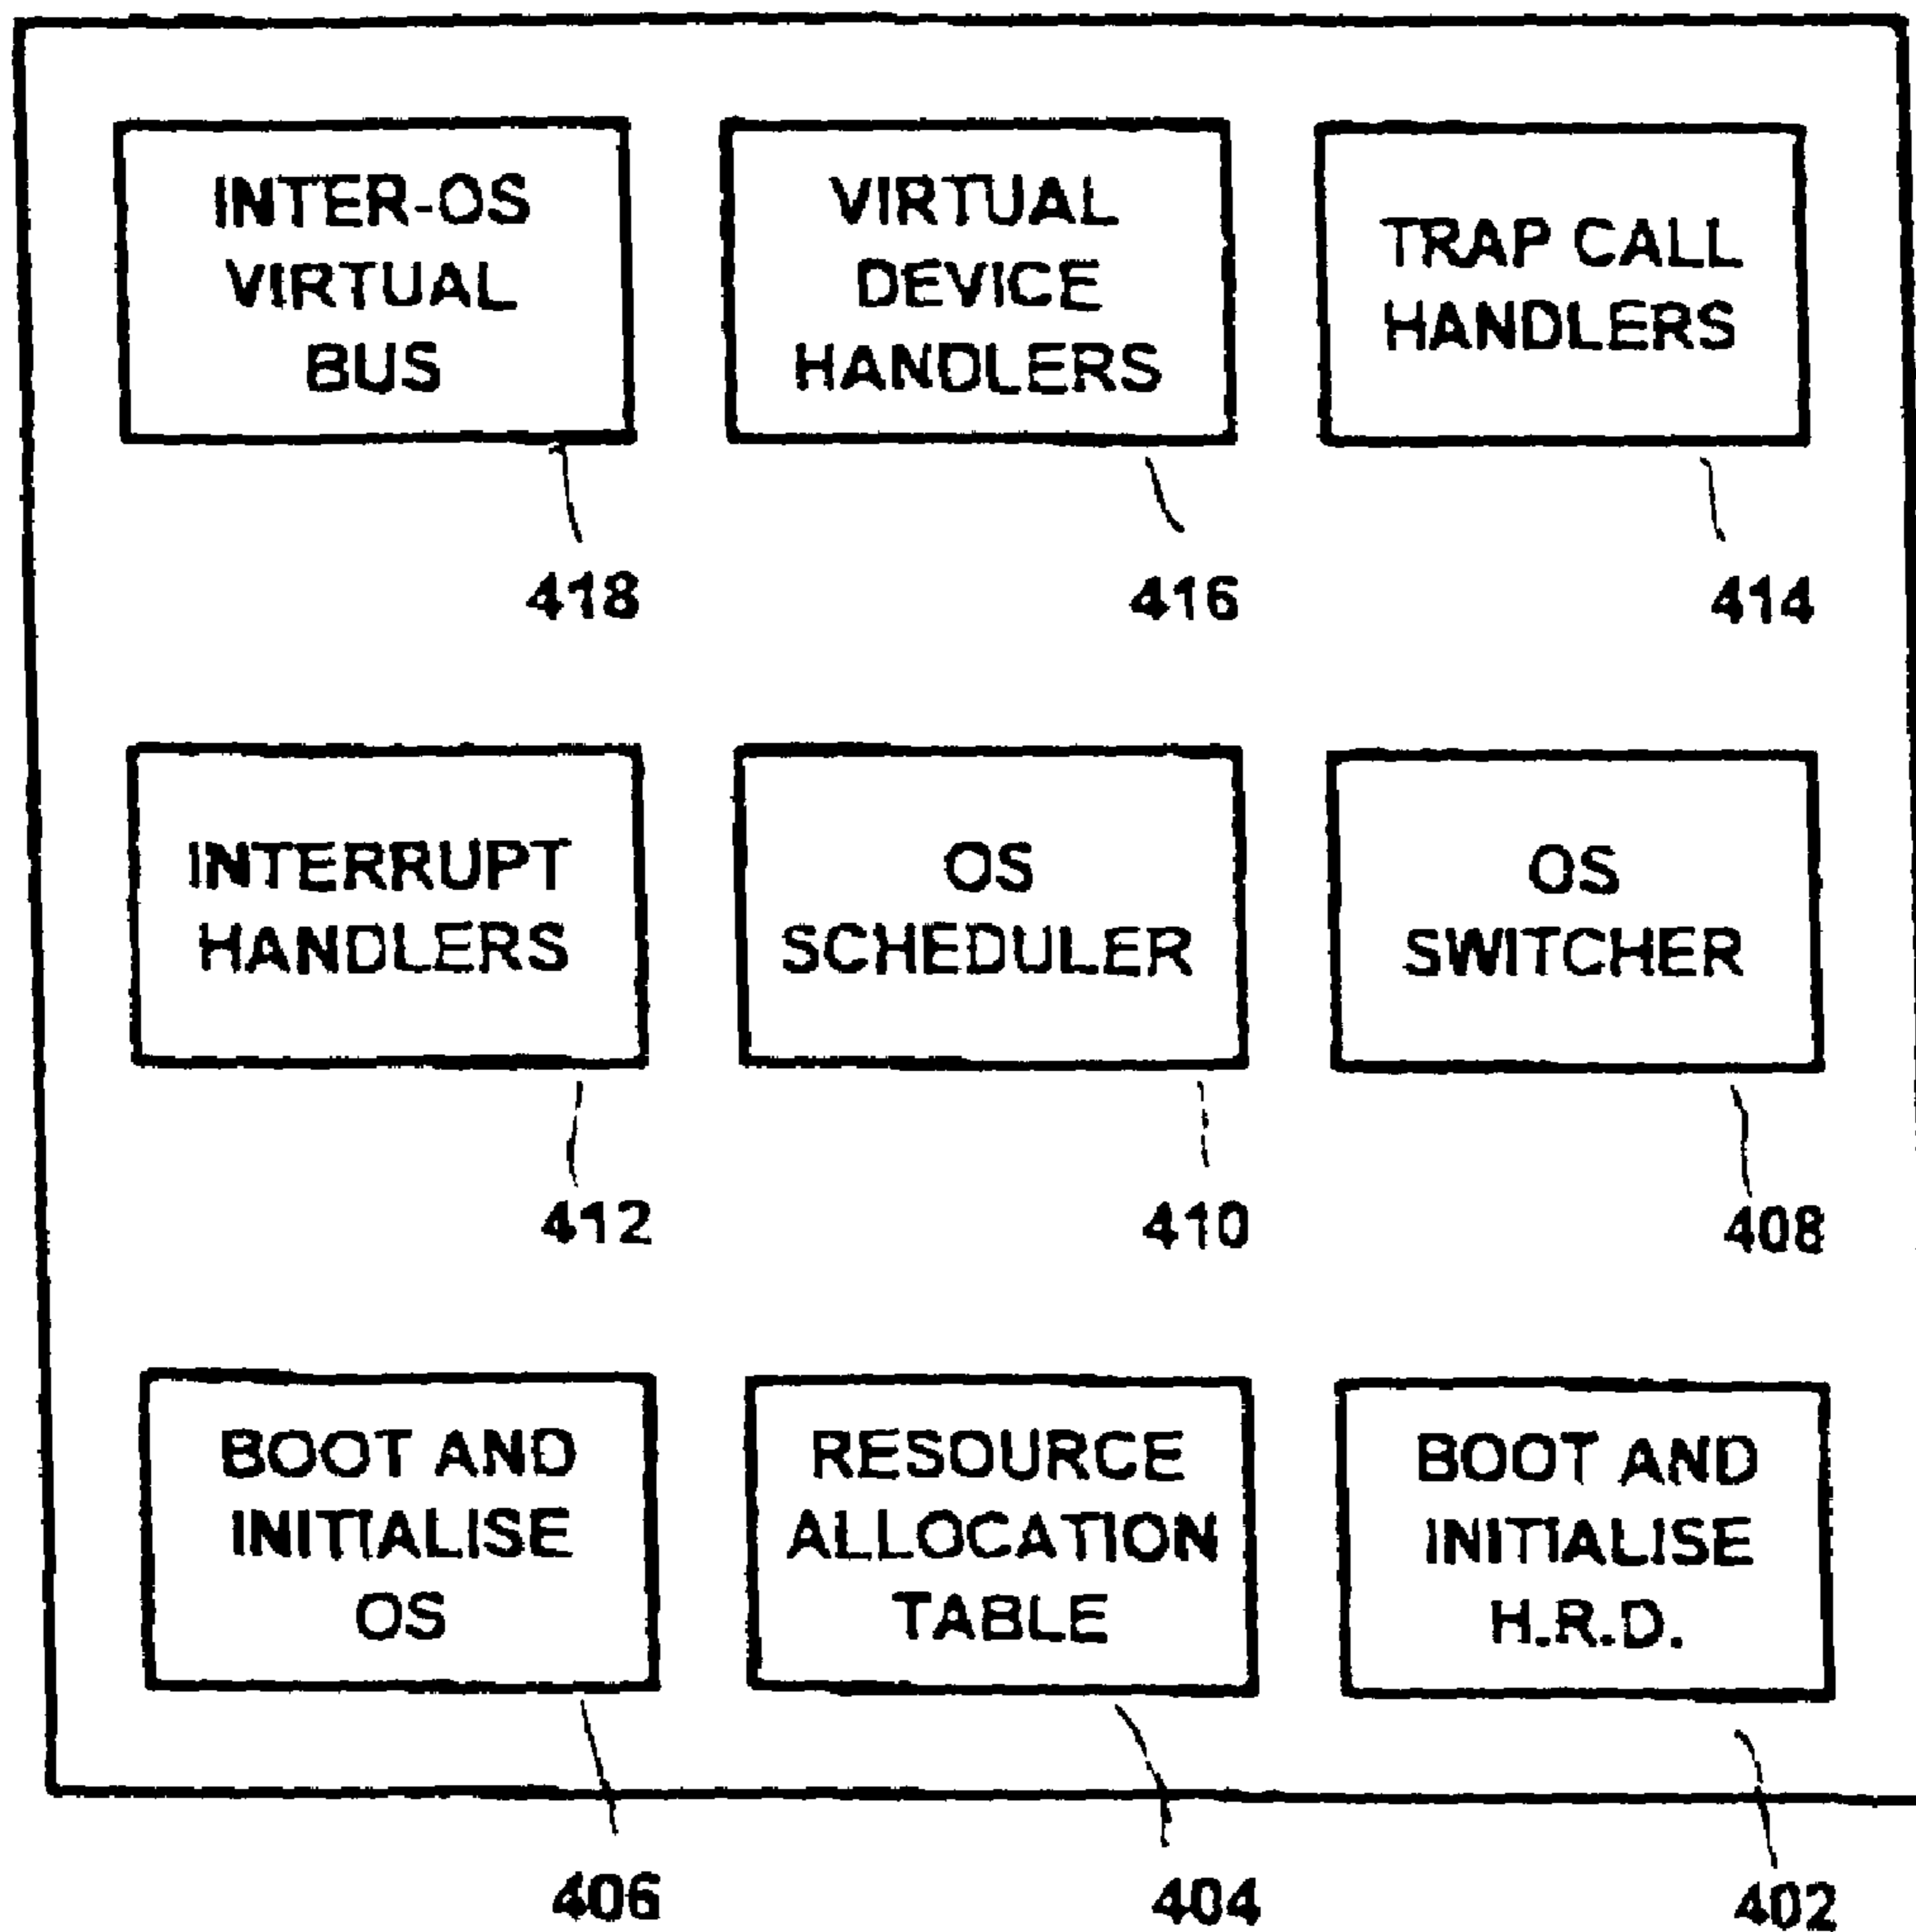 INTER-OS
VIRTUAL
BUS
418
VIRTUAL
DEVICE
HANDLERS
416
TRAP CALL
HANDLERS
414
INTERRUPT
HANDLERS
412
OS
SCHEDULER
410
OS
SWITCHER
408
BOOT AND
INITIALISE
OS
406
RESOURCE
ALLOCATION
TABLE
404
BOOT AND
INITIALISE
H.R.D.
402